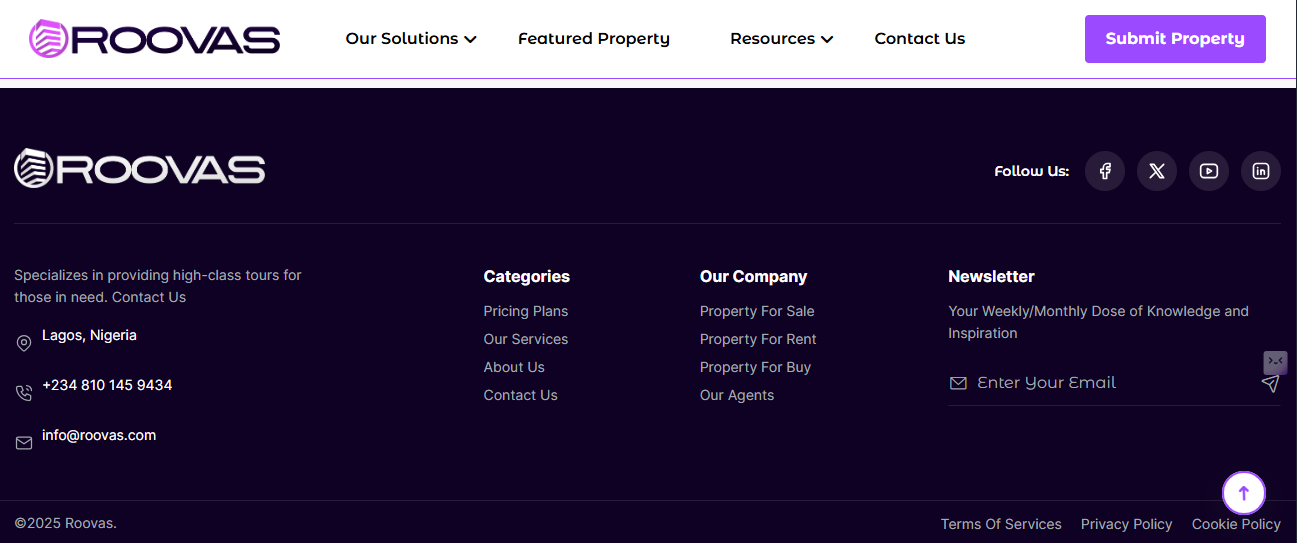 ROOVAS
Our Solutions
Featured Property
Resources
Contact Us
Submit Property
ROOVAS
Follow Us:
Specializes in providing high-class tours for
those in need. Contact Us
Lagos, Nigeria
+234 810 145 9434
info@roovas.com
Categories
Pricing Plans
Our Services
About Us
Contact Us
Our Company
Property For Sale
Property For Rent
Property For Buy
Our Agents
Newsletter
Your Weekly/Monthly Dose of Knowledge and
Inspiration
Enter Your Email
©2025 Roovas.
Terms Of Services
Privacy Policy
Cookie Policy